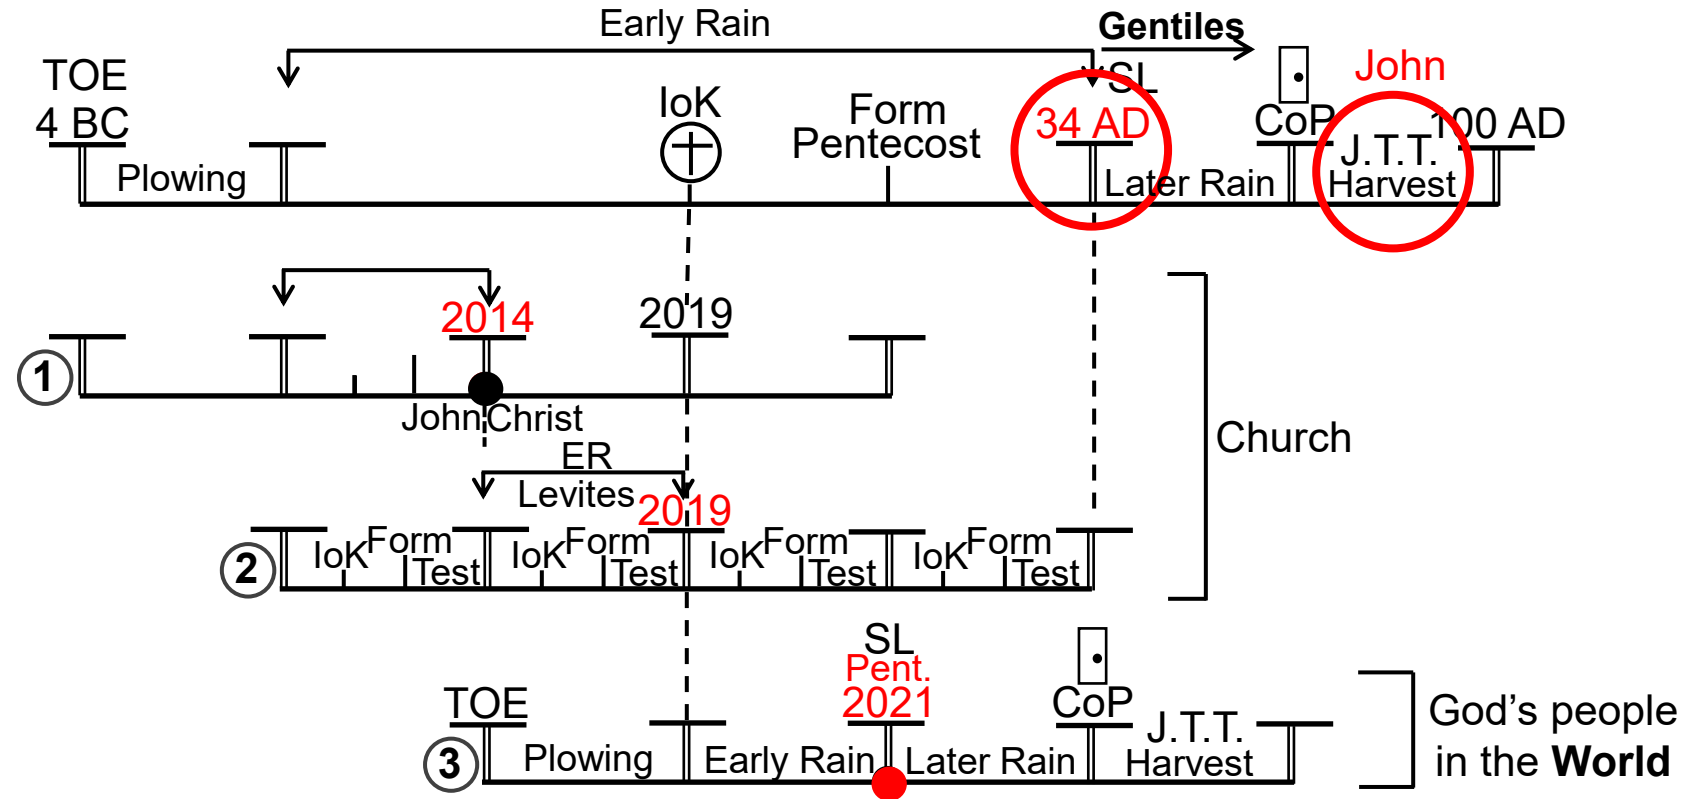 Early Rain
Gentiles
TOE
4 BC
IoK
Form
Pentecost
SL
34 AD
CoP
John
100 AD
J.T.T.
Plowing
Later Rain
Harvest
2014
2019
1
John Christ
Church
ER
Levites
2019
2
IoK Form Test IoK Form Test IoK Form Test IoK Form Test
SL
Pent.
2021
TOE
CoP
J.T.T.
3
Plowing
Early Rain
Later Rain
Harvest
God's people
in the World